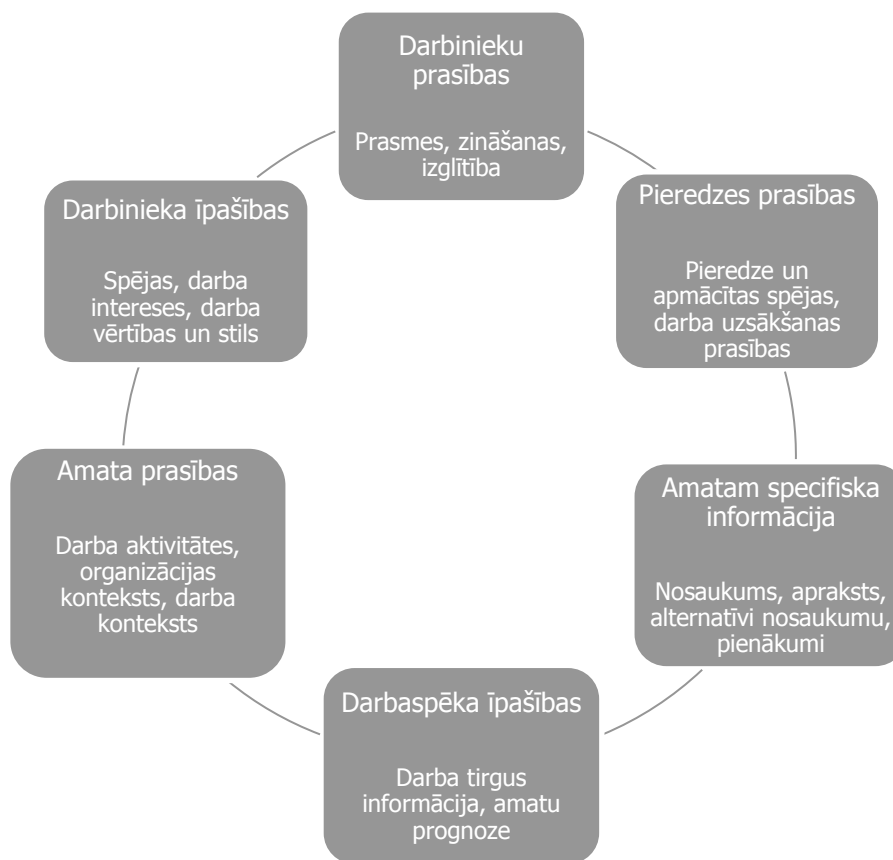 Darbinieku
prasības
Prasmes, zināšanas,
izglītība
Pieredzes prasības
Pieredze un
apmācītas spējas,
darba uzsākšanas
prasības
Amatam specifiska
informācija
Nosaukums, apraksts,
alternatīvi nosaukumu,
pienākumi
Darbaspēka īpašības
Darba tirgus
informācija, amatu
prognoze
Amata prasības
Darba aktivitātes,
organizācijas
konteksts, darba
konteksts
Darbinieka īpašības
Spējas, darba
intereses, darba
vērtības un stils